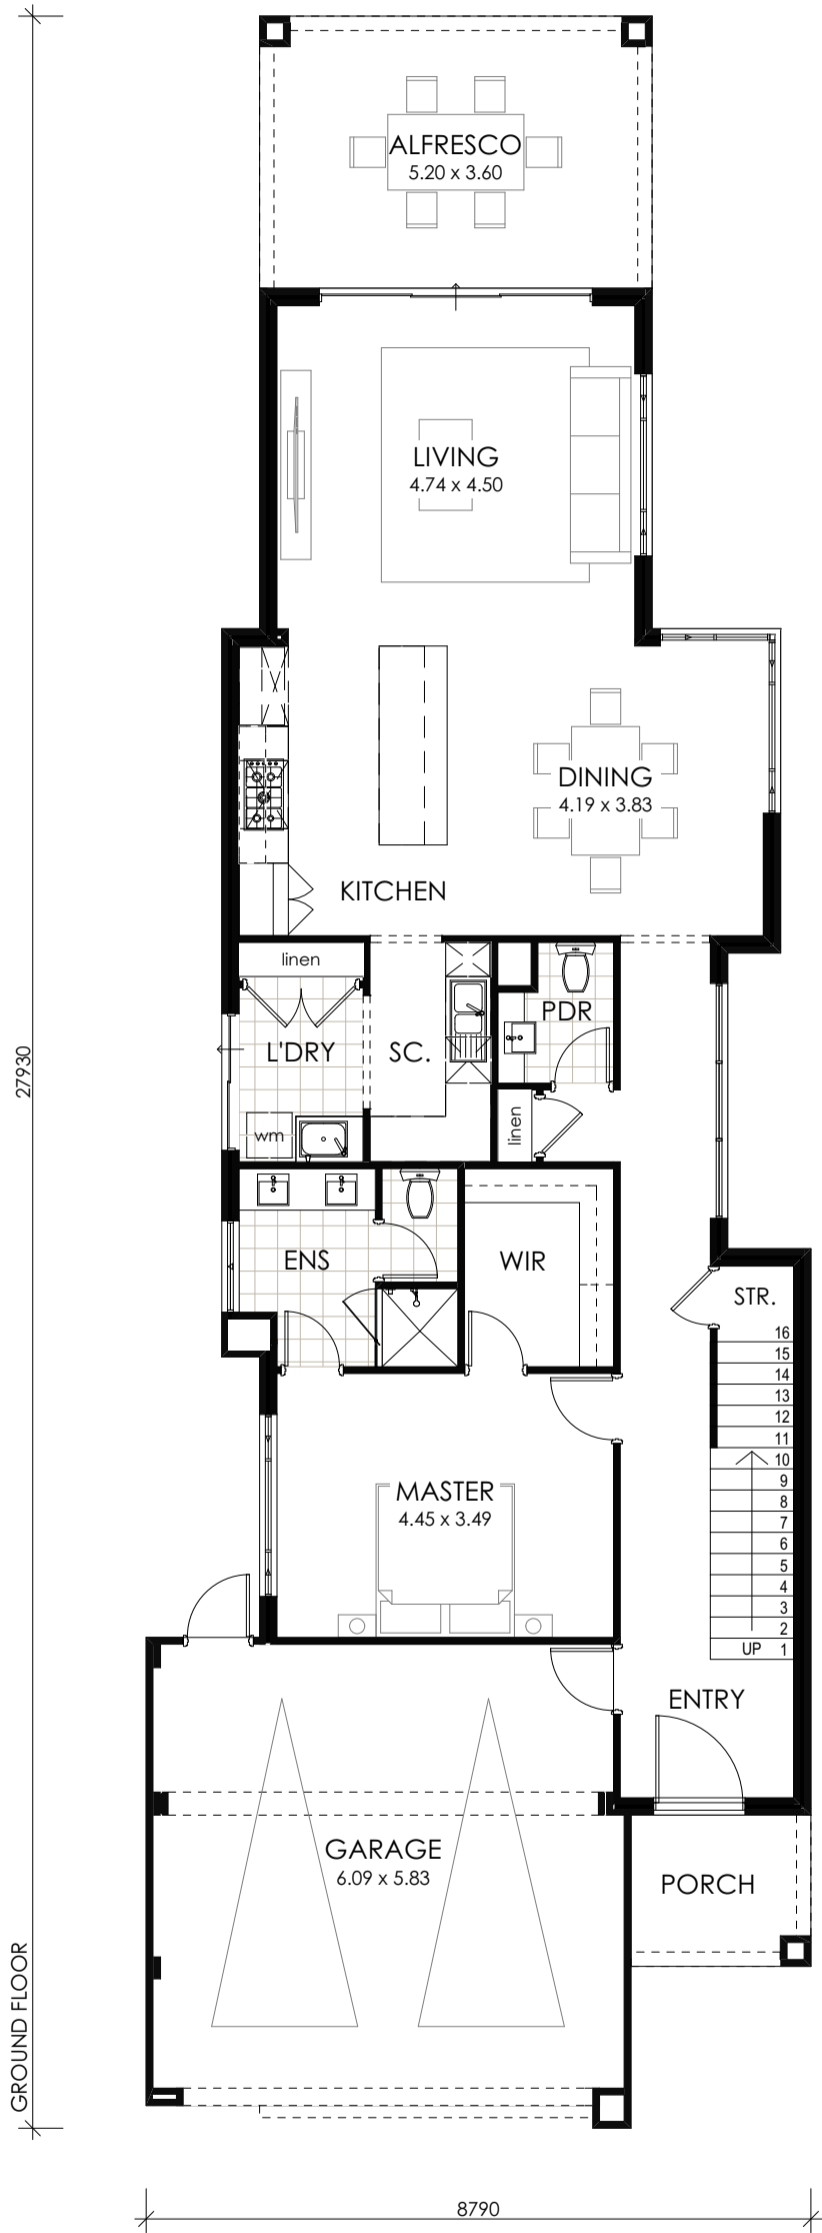 ALFRESCO
5.20 x 3.60
LIVING
4.74 x 4.50
DINING
4.19 x 3.83
KITCHEN
linen
L'DRY
SC.
PDR
wm
linen
ENS
WIR
STR.
16
15
14
13
12
11
10
9
8
7
6
5
4
3
2
UP 1
MASTER
4.45 x 3.49
ENTRY
GARAGE
6.09 x 5.83
PORCH
27930
GROUND FLOOR
8790